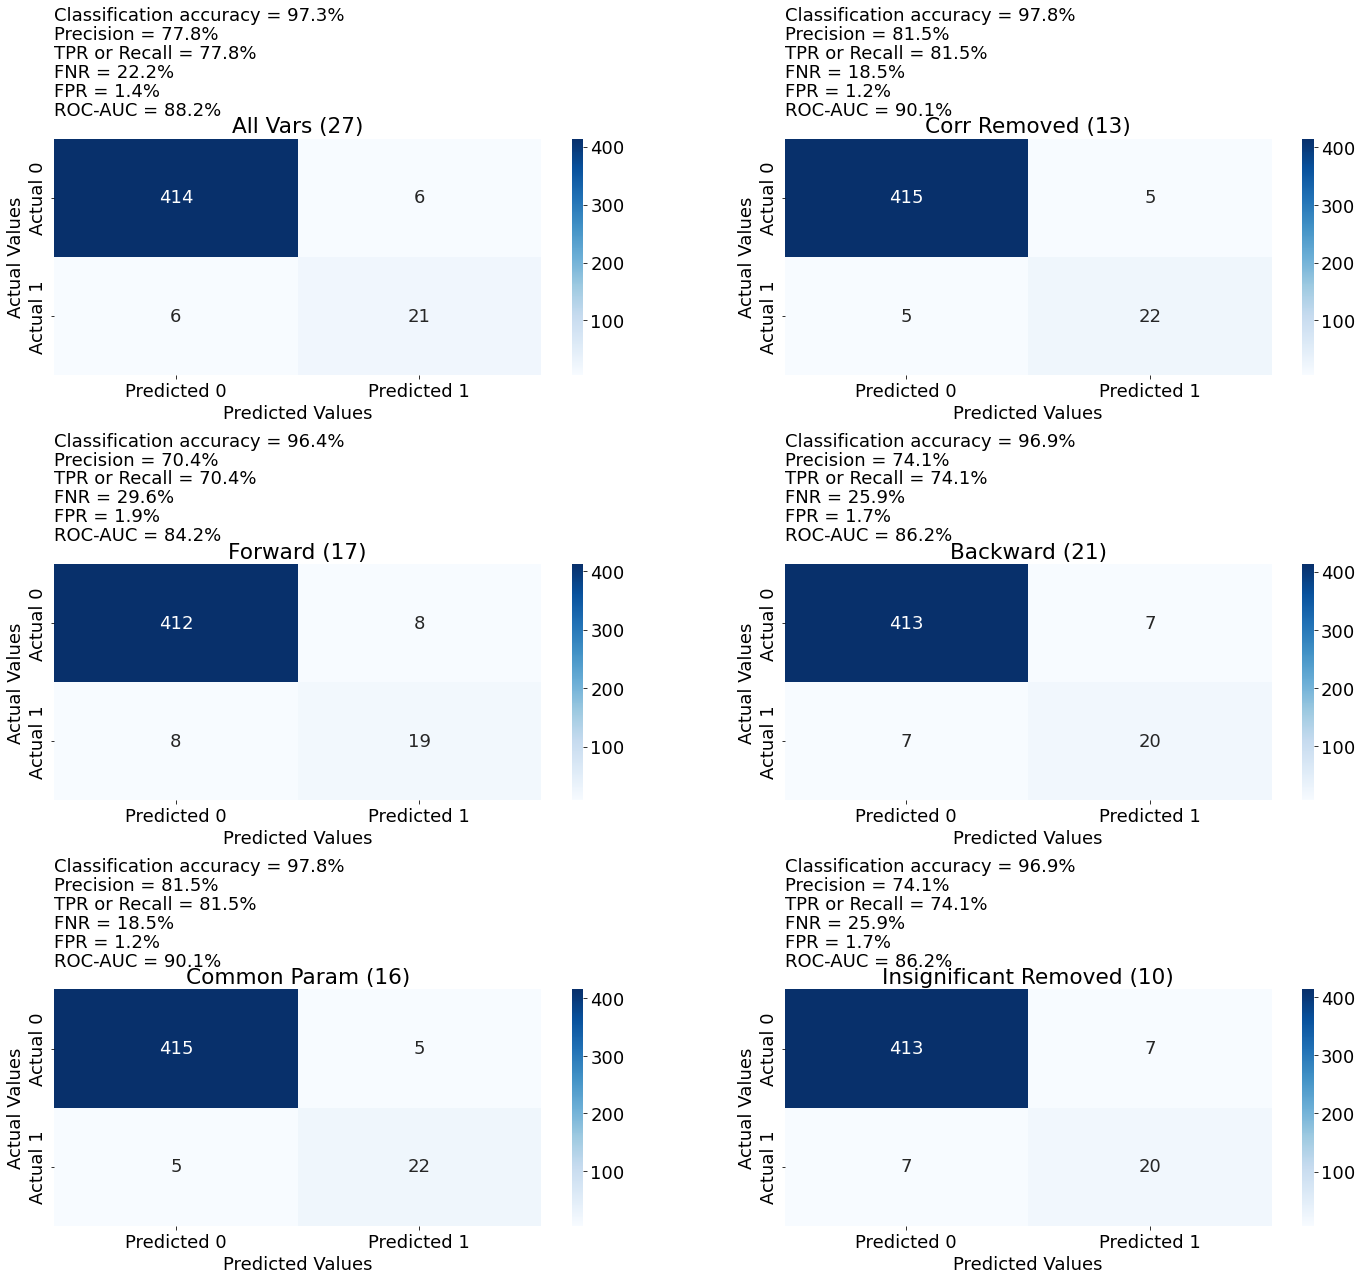 Classification accuracy = 97.3%
Precision = 77.8%
TPR or Recall = 77.8%
FNR = 22.2%
FPR = 1.4%
ROC-AUC = 88.2%
All Vars (27)
Actual Values
Actual 0
Actual 1
414
6
6
21
Predicted 0
Predicted 1
Predicted Values
400
300
200
100
Classification accuracy = 97.8%
Precision = 81.5%
TPR or Recall = 81.5%
FNR = 18.5%
FPR = 1.2%
ROC-AUC = 90.1%
Corr Removed (13)
Actual Values
Actual 0
Actual 1
415
5
5
22
Predicted 0
Predicted 1
Predicted Values
400
300
200
100
Classification accuracy = 96.4%
Precision = 70.4%
TPR or Recall = 70.4%
FNR = 29.6%
FPR = 1.9%
ROC-AUC = 84.2%
Forward (17)
Actual Values
Actual 0
Actual 1
412
8
8
19
Predicted 0
Predicted 1
Predicted Values
400
300
200
100
Classification accuracy = 96.9%
Precision = 74.1%
TPR or Recall = 74.1%
FNR = 25.9%
FPR = 1.7%
ROC-AUC = 86.2%
Backward (21)
Actual Values
Actual 0
Actual 1
413
7
7
20
Predicted 0
Predicted 1
Predicted Values
400
300
200
100
Classification accuracy = 97.8%
Precision = 81.5%
TPR or Recall = 81.5%
FNR = 18.5%
FPR = 1.2%
ROC-AUC = 90.1%
Common Param (16)
Actual Values
Actual 0
Actual 1
415
5
5
22
Predicted 0
Predicted 1
Predicted Values
400
300
200
100
Classification accuracy = 96.9%
Precision = 74.1%
TPR or Recall = 74.1%
FNR = 25.9%
FPR = 1.7%
ROC-AUC = 86.2%
Insignificant Removed (10)
Actual Values
Actual 0
Actual 1
413
7
7
20
Predicted 0
Predicted 1
Predicted Values
400
300
200
100